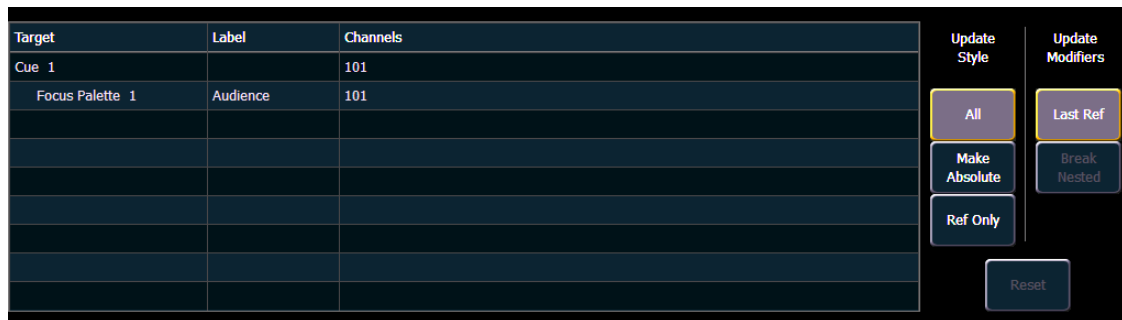 Target Label Channels
Cue 1 101
Focus Palette 1 Audience 101
Update
Style
All
Make
Absolute
Ref Only
Update
Modifiers
Last Ref
Break
Nested
Reset